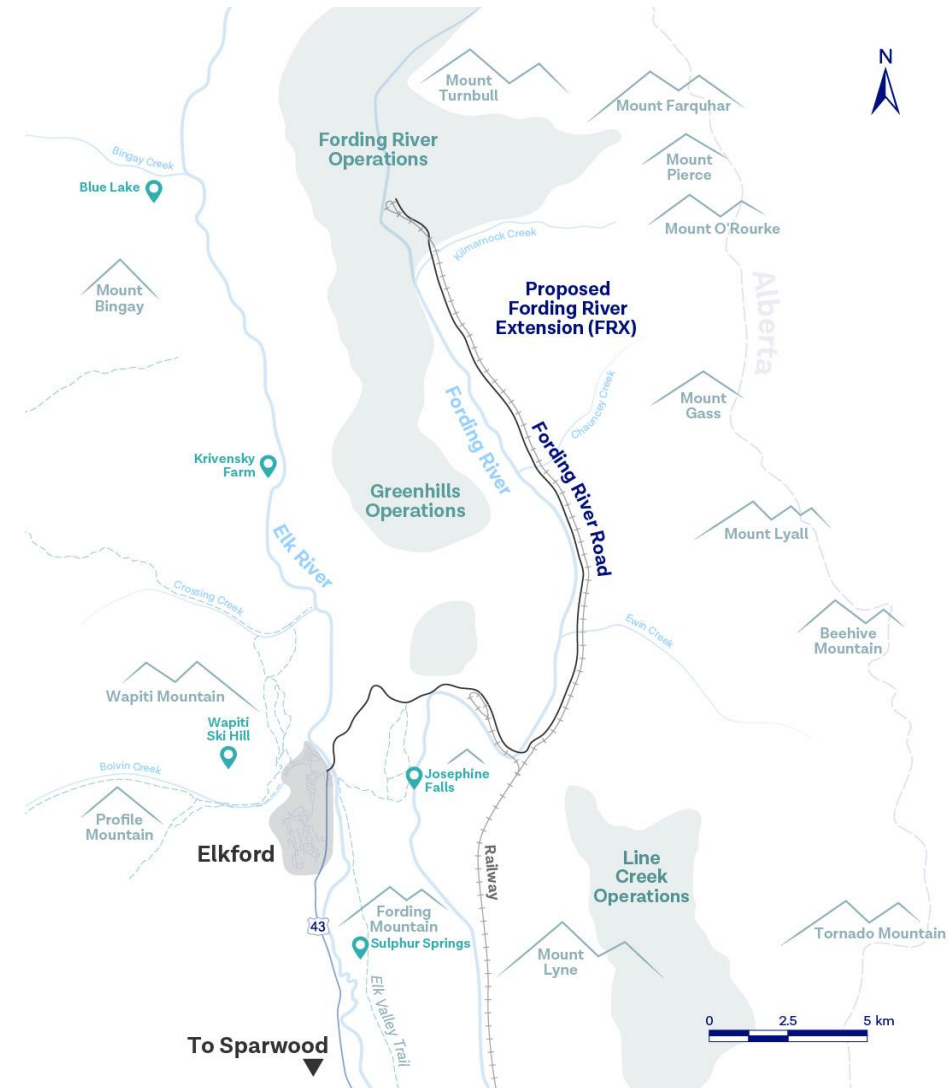 N
Mount
Turnbull
Mount Farquhar
Fording River
Operations
Bingay Creek
Mount
Pierce
Blue Lake
Mount O'Rourke
Kilmarnock Creek
Mount
Bingay
Proposed
Fording River
Extension (FRX)
Alberta
Chauncey Creek
Mount
Gass
Fording River
Fording River Road
Krivensky
Farm
Greenhills
Operations
Elk River
Mount Lyall
Crossing Creek
Ewin Creek
Beehive
Mountain
Wapiti Mountain
Wapiti
Ski Hill
Boivin Creek
Josephine
Falls
Profile
Mountain
Elkford
Railway
Line
Creek
Operations
43
Fording
Mountain
Sulphur Springs
Mount
Lyne
Tornado Mountain
Elk Valley Trail
0 2.5 5 km
To Sparwood